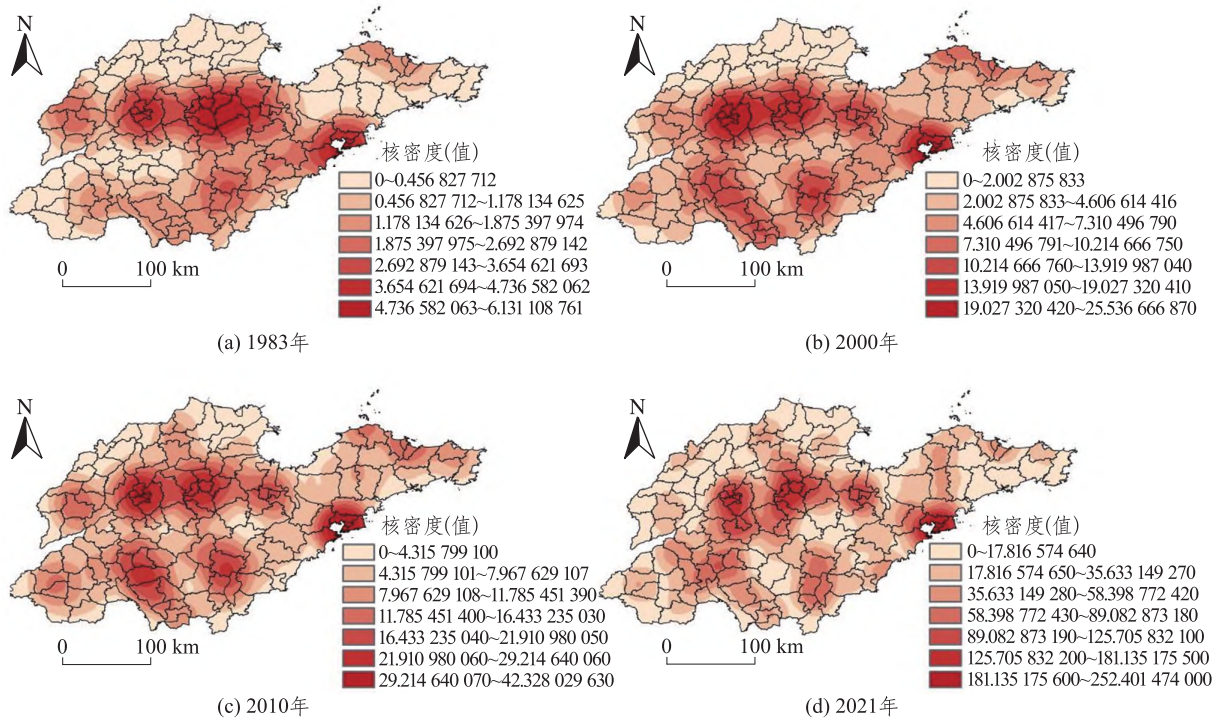 N
核密度(值)
0~0.456 827 712
0.456 827 712~1.178 134 625
1.178 134 626~1.875 397 974
1.875 397 975~2.692 879 142
2.692 879 143~3.654 621 693
3.654 621 694~4.736 582 062
4.736 582 063~6.131 108 761
0 100 km
(a) 1983年
N
核密度(值)
0~2.002 875 833
2.002 875 833~4.606 614 416
4.606 614 417~7.310 496 790
7.310 496 791~10.214 666 750
10.214 666 760~13.919 987 040
13.919 987 050~19.027 320 410
19.027 320 420~25.536 666 870
0 100 km
(b) 2000年
N
核密度(值)
0~4.315 799 100
4.315 799 101~7.967 629 107
7.967 629 108~11.785 451 390
11.785 451 400~16.433 235 030
16.433 235 040~21.910 980 050
21.910 980 060~29.214 640 060
29.214 640 070~42.328 029 630
0 100 km
(c) 2010年
N
核密度(值)
0~17.816 574 640
17.816 574 650~35.633 149 270
35.633 149 280~58.398 772 420
58.398 772 430~89.082 873 180
89.082 873 190~125.705 832 100
125.705 832 200~181.135 175 500
181.135 175 600~252.401 474 000
0 100 km
(d) 2021年